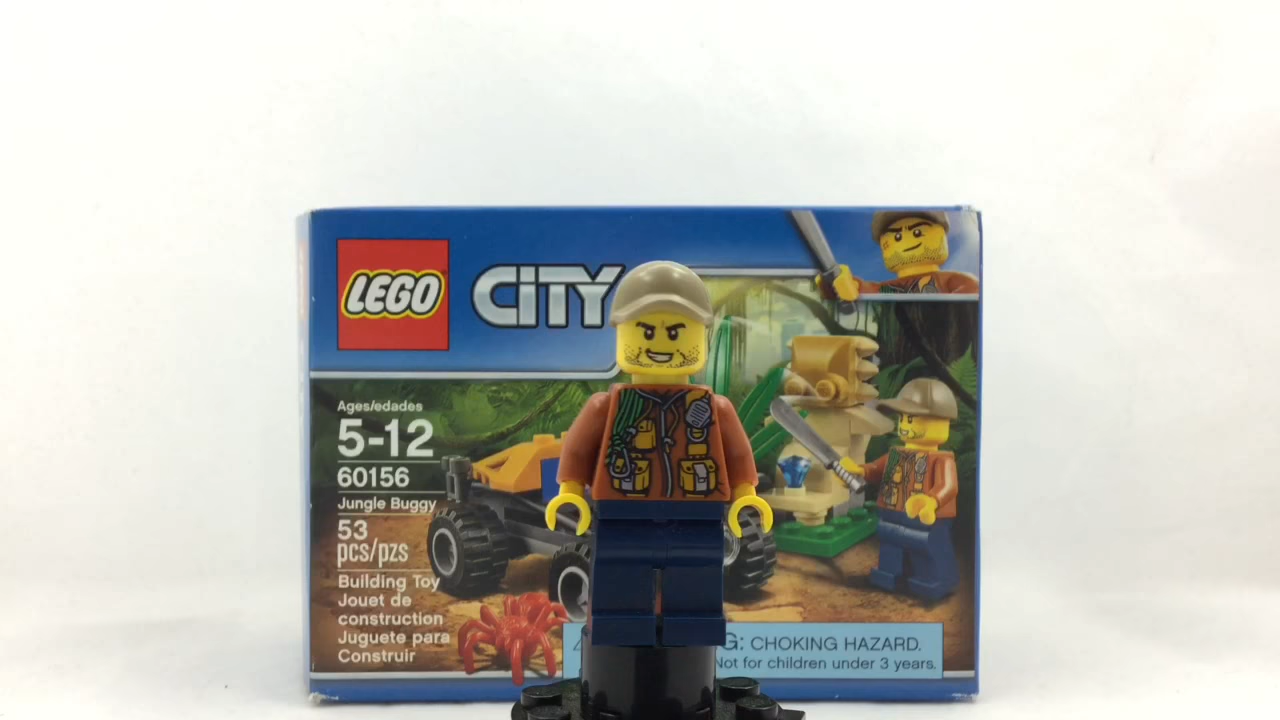 LEGO
CITY
Ages/edades
5-12
60156
Jungle Buggy
53
pcs/pzs
Building Toy
Jouet de
construction
Juguete para
Construir
G: CHOKING HAZARD.
Not for children under 3 years.